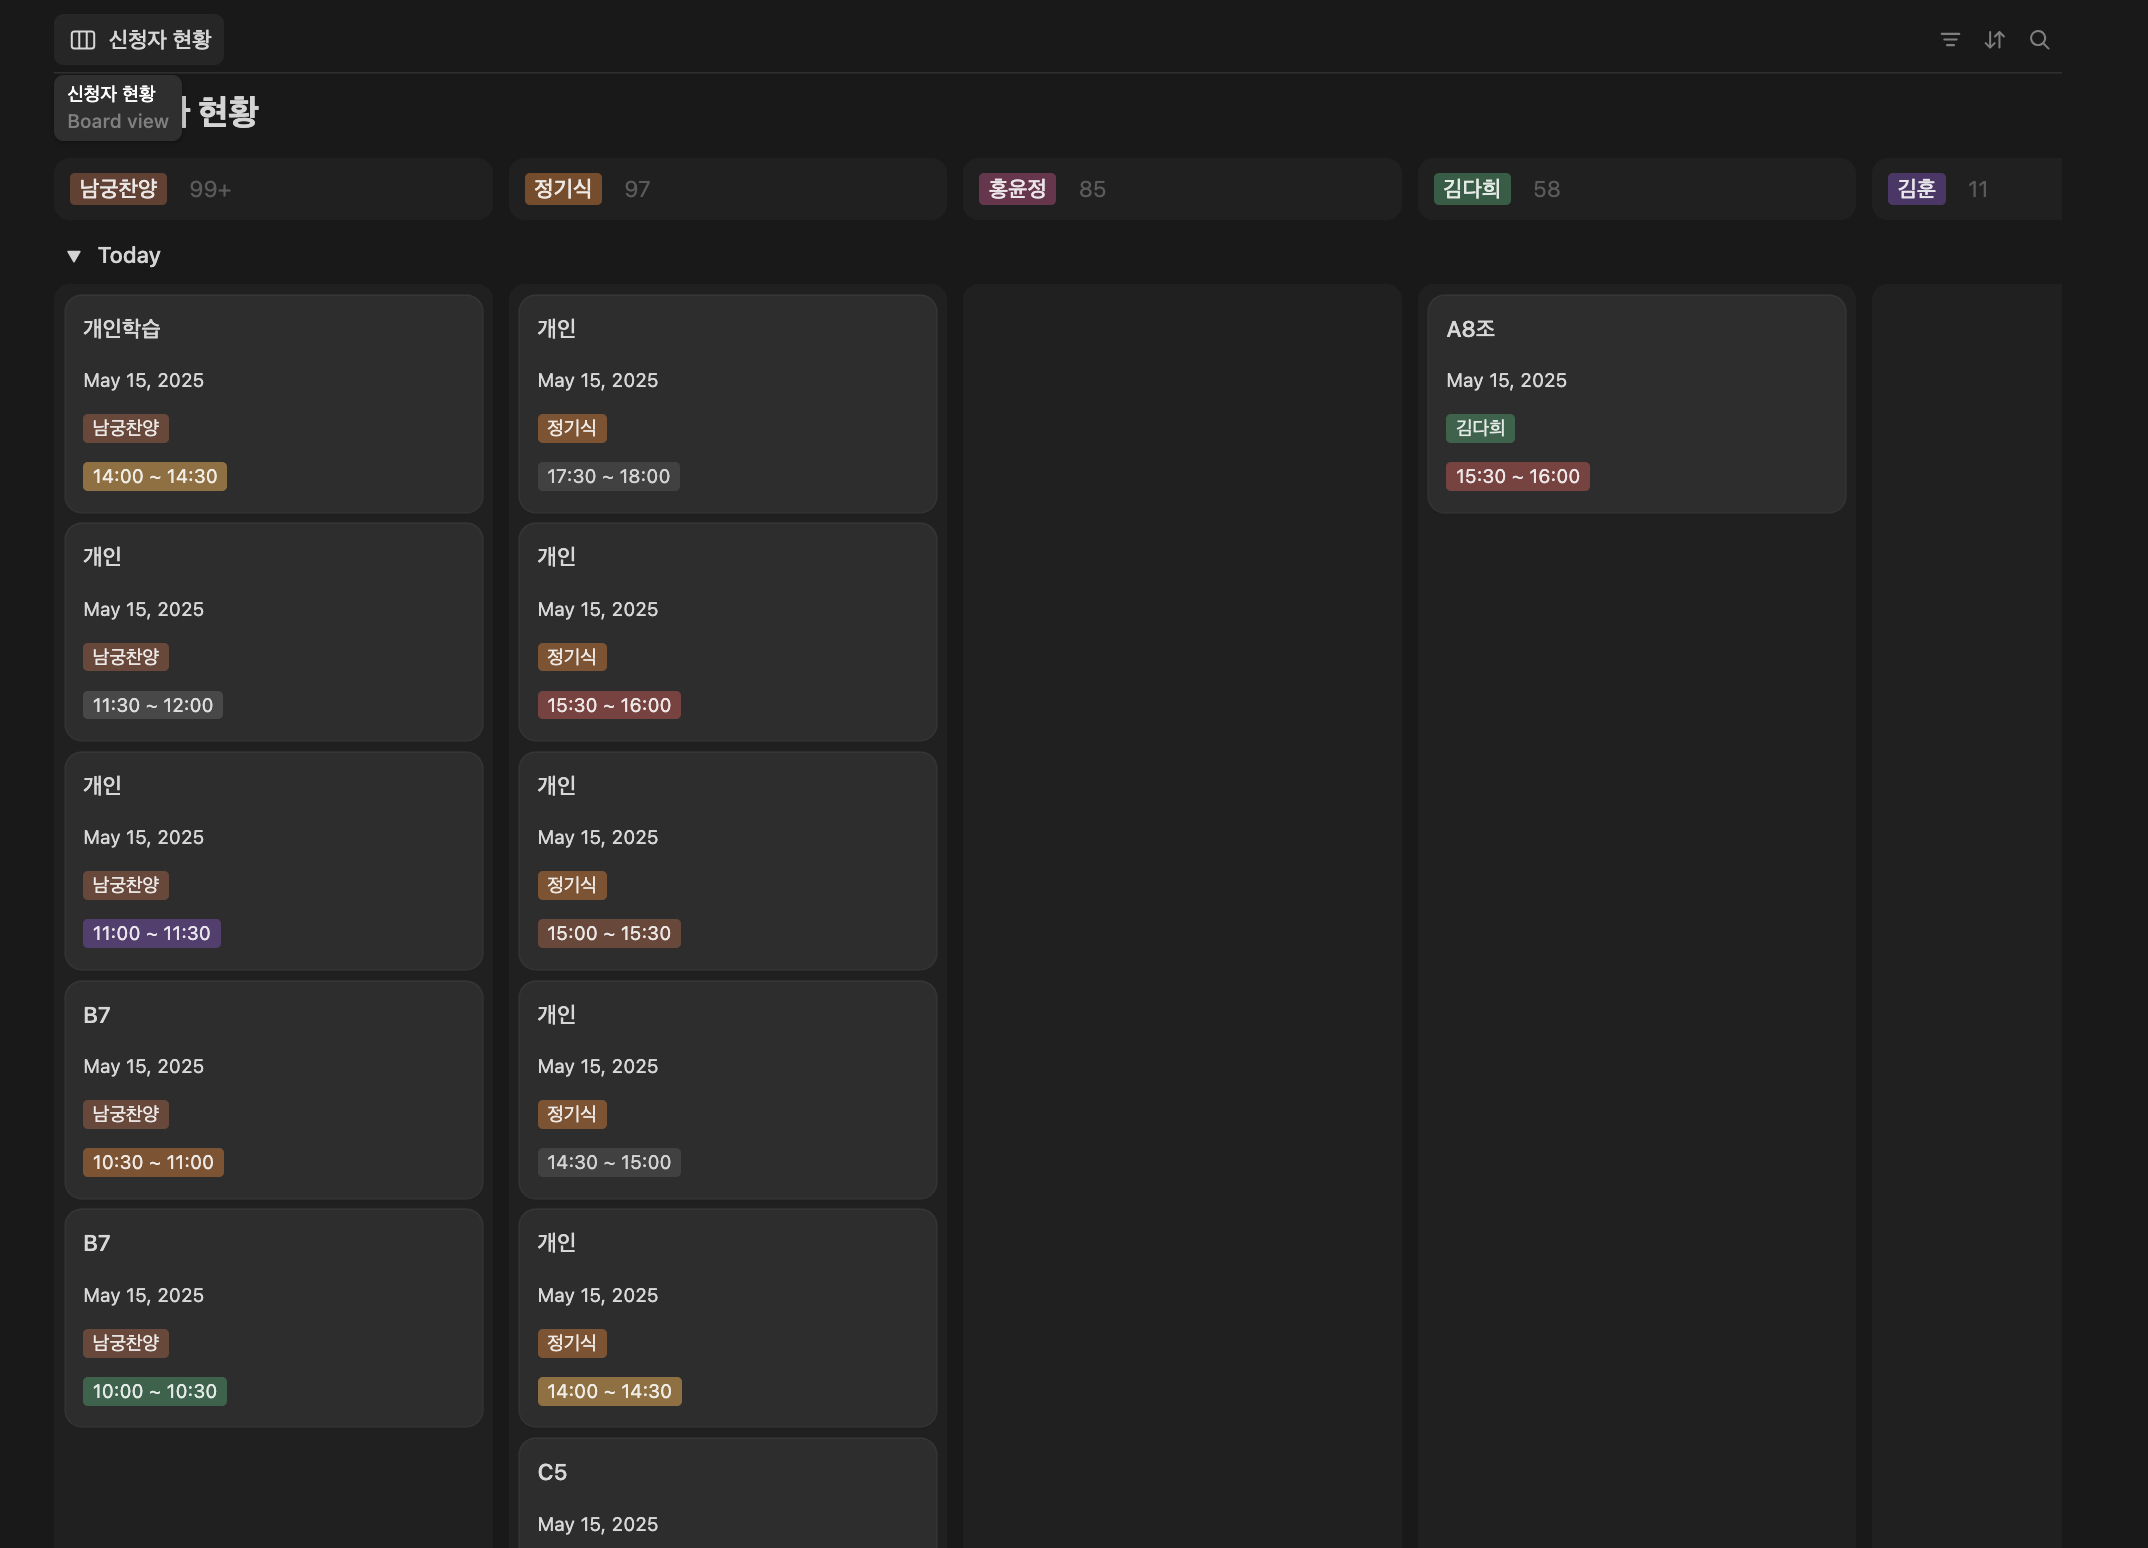 신청자 현황
신청자 현황
Board view
현황
남궁찬양 99+
정기식 97
홍윤정 85
김다희 58
김훈 11
Today
개인학습
May 15, 2025
남궁찬양
14:00 ~ 14:30
개인
May 15, 2025
남궁찬양
11:30 ~ 12:00
개인
May 15, 2025
남궁찬양
11:00 ~ 11:30
B7
May 15, 2025
남궁찬양
10:30 ~ 11:00
B7
May 15, 2025
남궁찬양
10:00 ~ 10:30
개인
May 15, 2025
정기식
17:30 ~ 18:00
개인
May 15, 2025
정기식
15:30 ~ 16:00
개인
May 15, 2025
정기식
15:00 ~ 15:30
개인
May 15, 2025
정기식
14:30 ~ 15:00
개인
May 15, 2025
정기식
14:00 ~ 14:30
C5
May 15, 2025
A8조
May 15, 2025
김다희
15:30 ~ 16:00